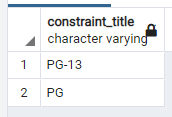 constraint_title
character varying
1 PG-13
2 PG